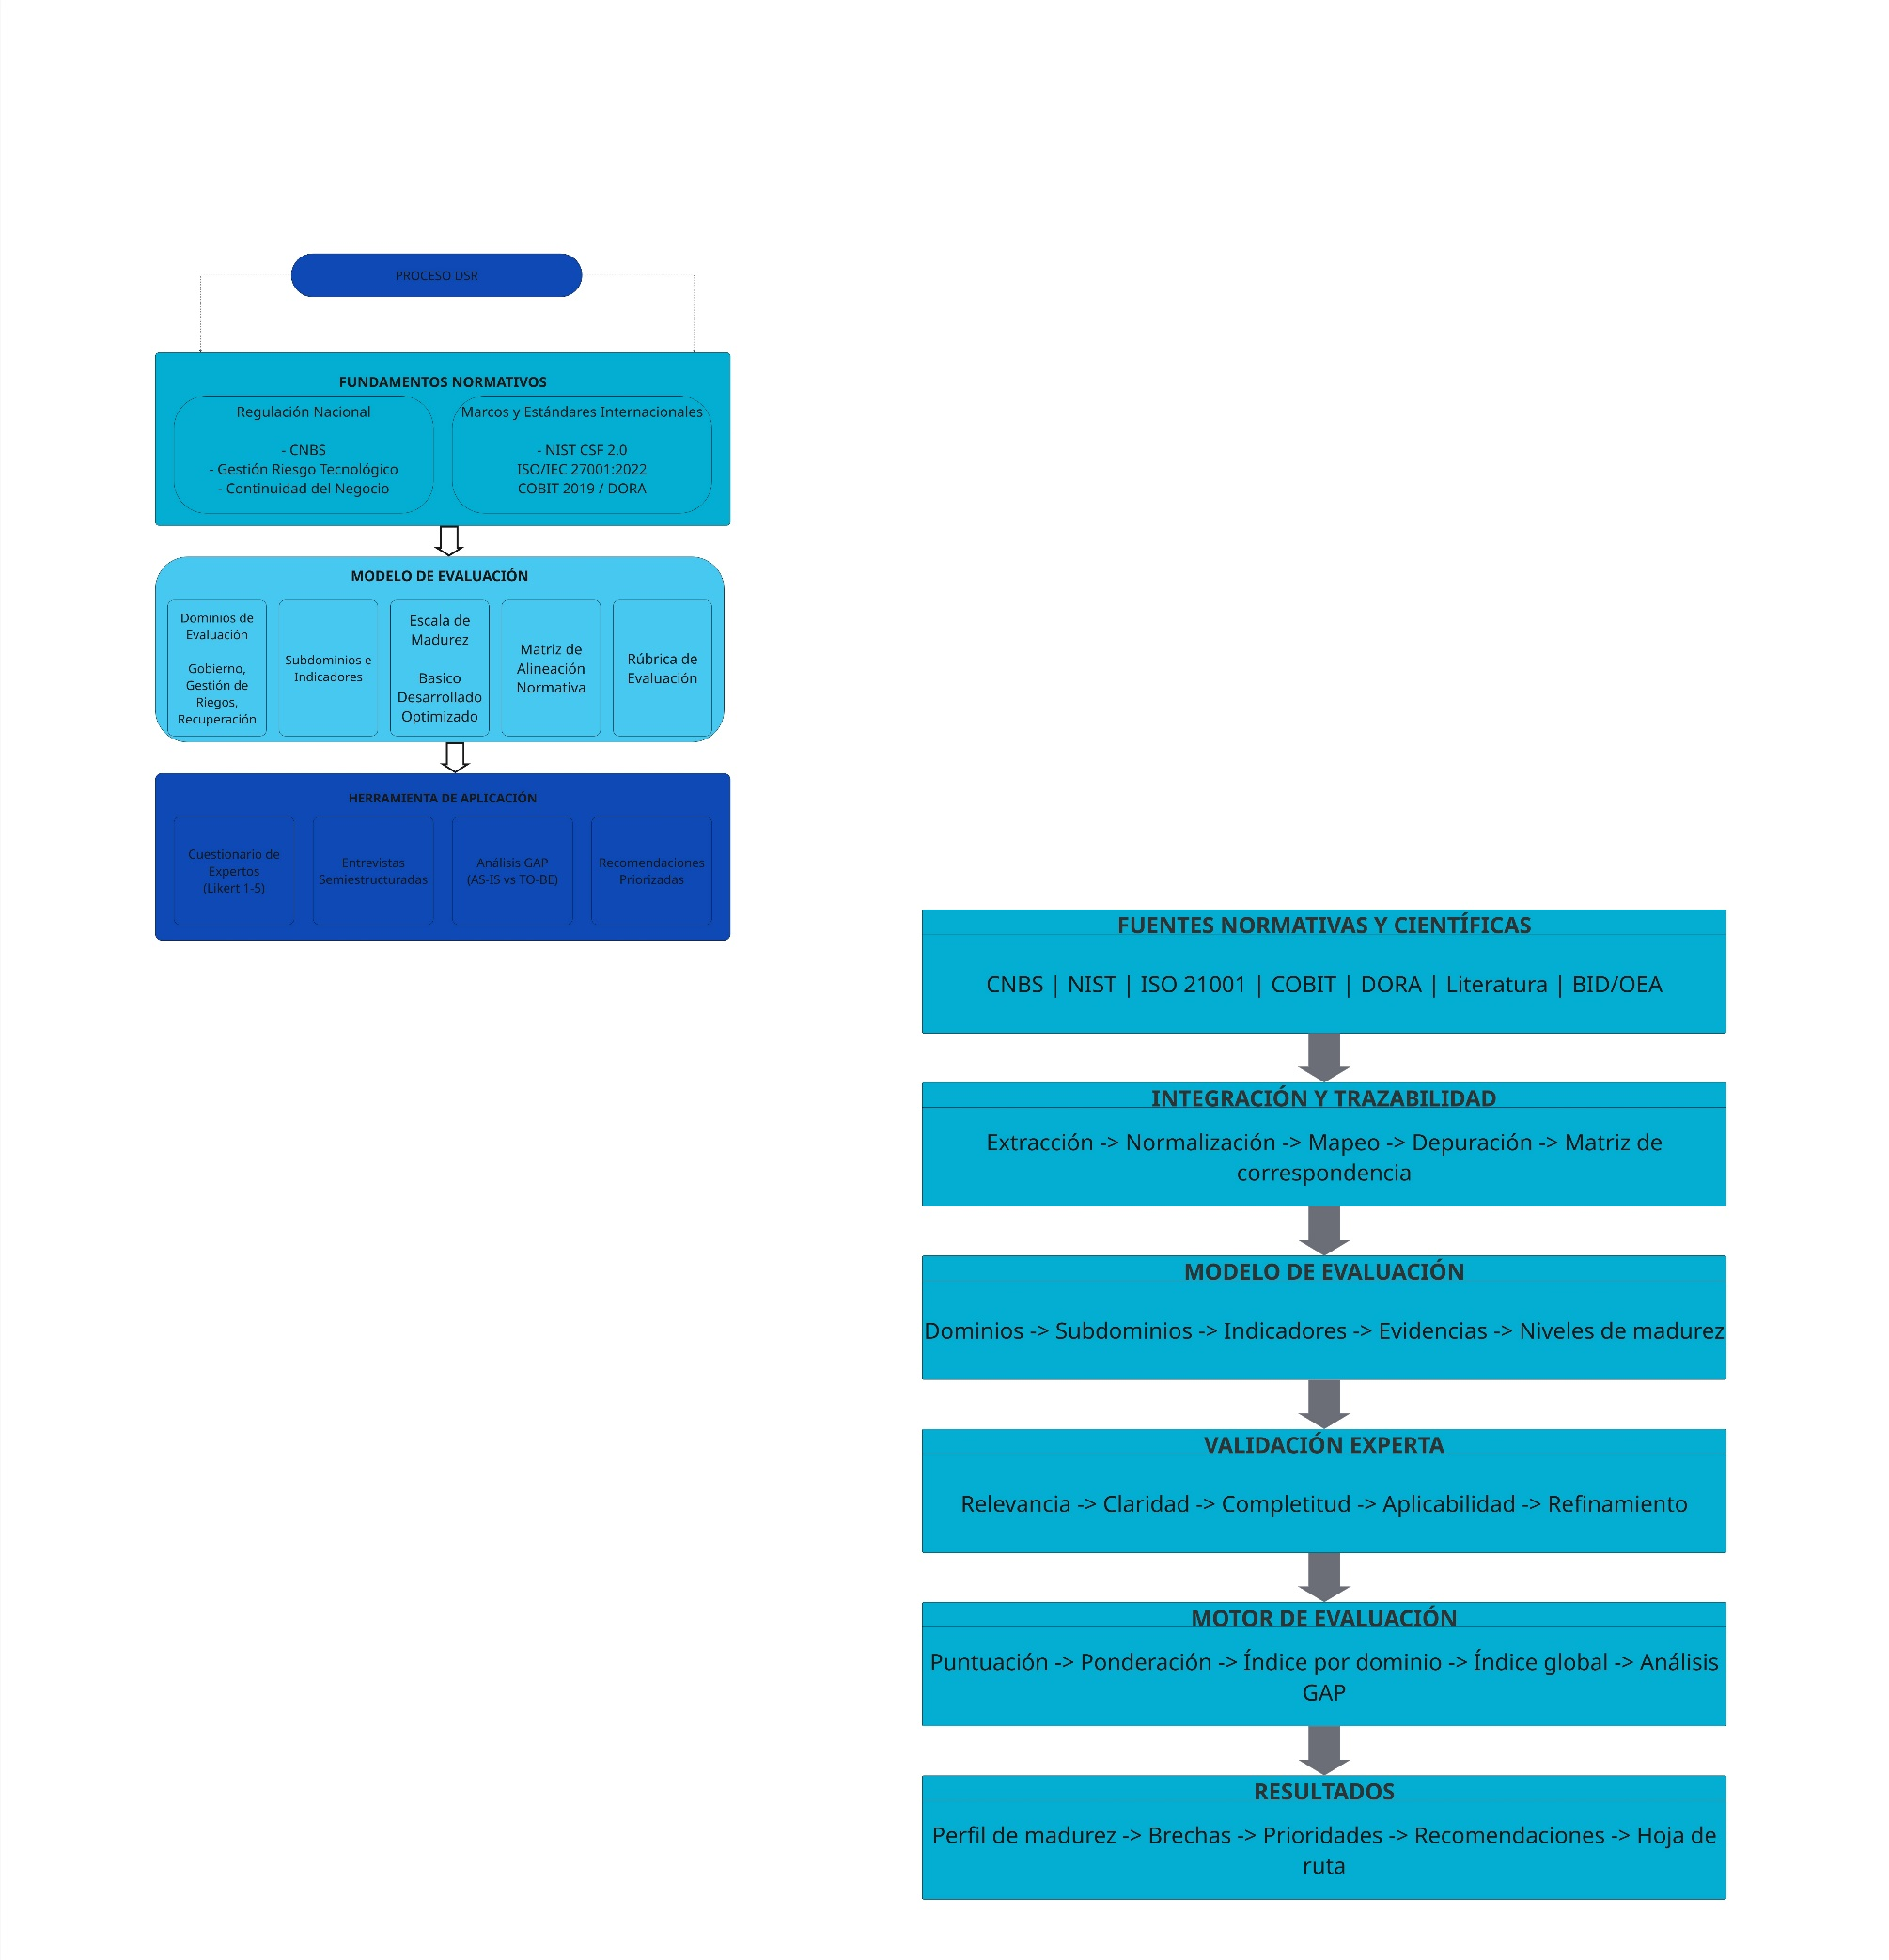 PROCESO DSR
FUNDAMENTOS NORMATIVOS
Regulación Nacional
- CNBS
- Gestión Riesgo Tecnológico
- Continuidad del Negocio
Marcos y Estándares Internacionales
- NIST CSF 2.0
ISO/IEC 27001:2022
COBIT 2019 / DORA
MODELO DE EVALUACIÓN
Dominios de
Evaluación
Gobierno,
Gestión de
Riegos,
Recuperación
Subdominios e
Indicadores
Escala de
Madurez
Basico
Desarrollado
Optimizado
Matriz de
Alineación
Normativa
Rúbrica de
Evaluación
HERRAMIENTA DE APLICACIÓN
Cuestionario de
Expertos
(Likert 1-5)
Entrevistas
Semiestructuradas
Análisis GAP
(AS-IS vs TO-BE)
Recomendaciones
Priorizadas
FUENTES NORMATIVAS Y CIENTÍFICAS
CNBS | NIST | ISO 21001 | COBIT | DORA | Literatura | BID/OEA
INTEGRACIÓN Y TRAZABILIDAD
Extracción -> Normalización -> Mapeo -> Depuración -> Matriz de
correspondencia
MODELO DE EVALUACIÓN
Dominios -> Subdominios -> Indicadores -> Evidencias -> Niveles de madurez
VALIDACIÓN EXPERTA
Relevancia -> Claridad -> Completitud -> Aplicabilidad -> Refinamiento
MOTOR DE EVALUACIÓN
Puntuación -> Ponderación -> Índice por dominio -> Índice global -> Análisis
GAP
RESULTADOS
Perfil de madurez -> Brechas -> Prioridades -> Recomendaciones -> Hoja de
ruta